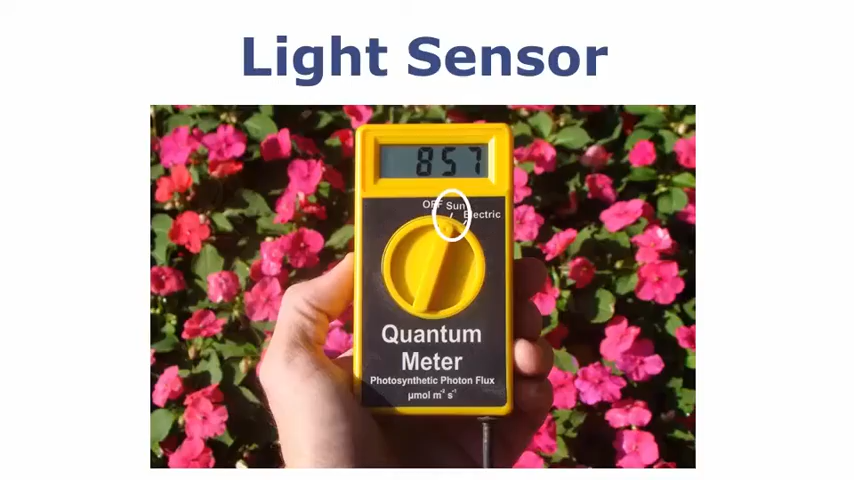 Light Sensor
857
OFF Sun
Electric
Quantum
Meter
Photosynthetic Photon Flux
µmol m⁻² s⁻¹